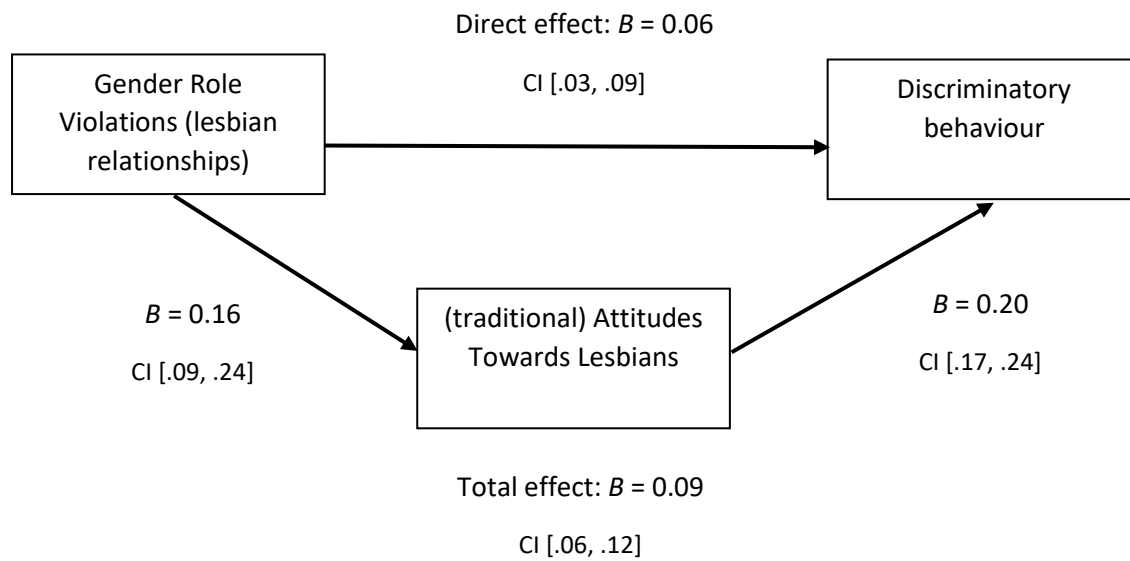 Direct effect: B = 0.06
CI [.03, .09]
Gender Role
Violations (lesbian
relationships)
Discriminatory
behaviour
B = 0.16
CI [.09, .24]
(traditional) Attitudes
Towards Lesbians
B = 0.20
CI [.17, .24]
Total effect: B = 0.09
CI [.06, .12]